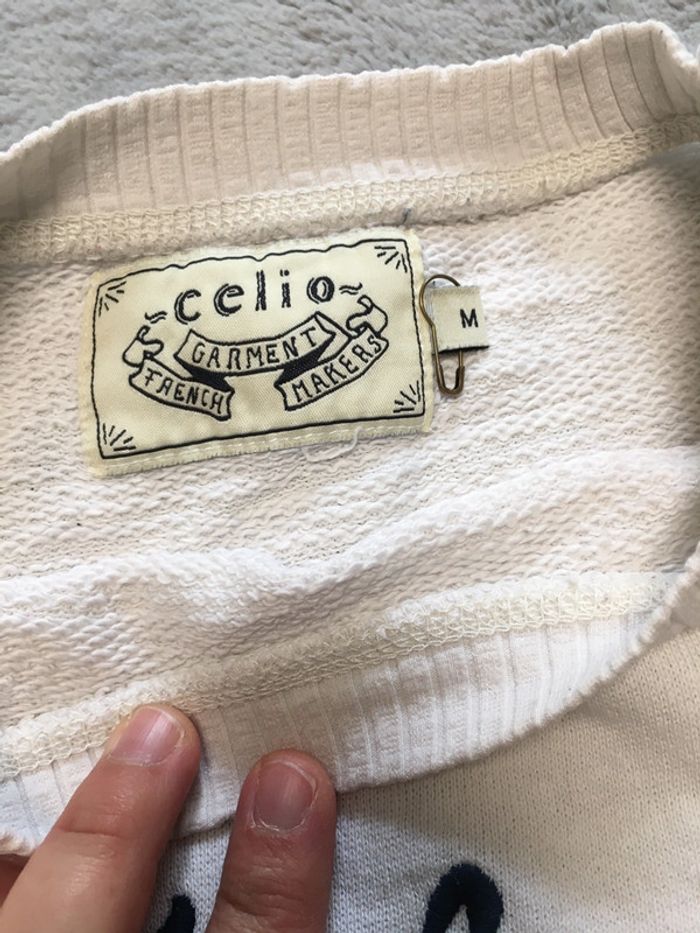 celio
GARMENT
FRENCH MAKERS
M